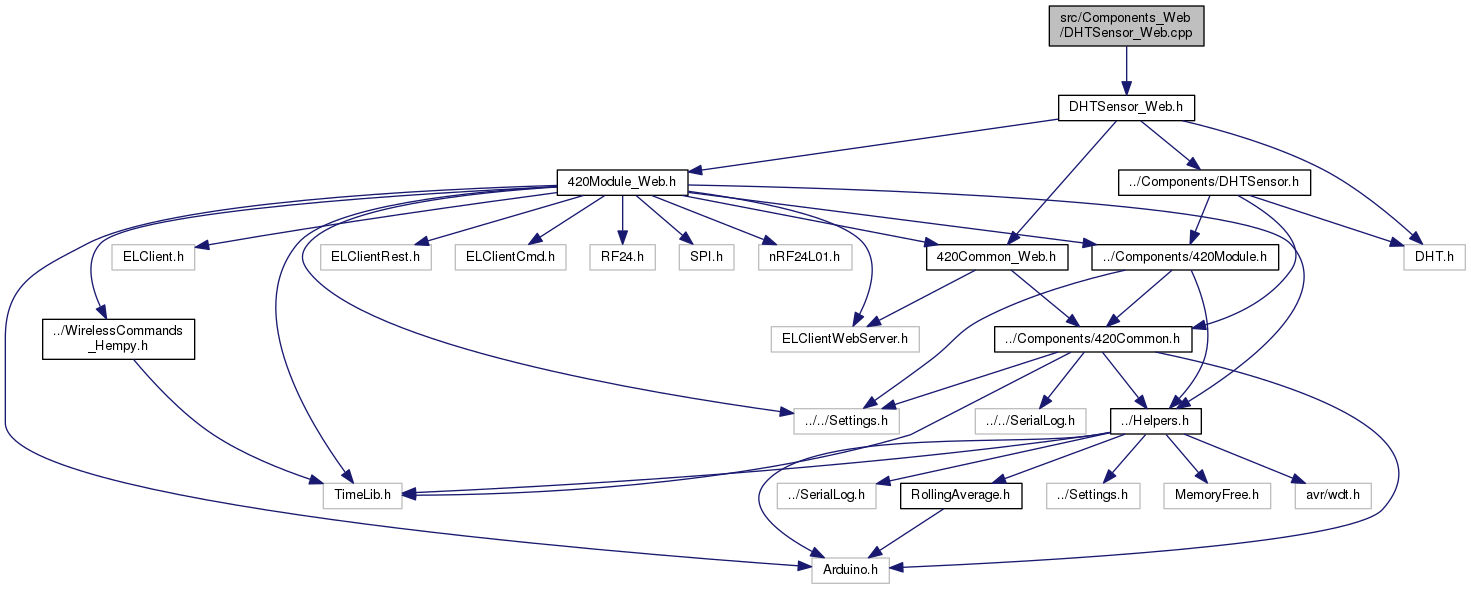 src/Components_Web
/DHTSensor_Web.cpp
DHTSensor_Web.h
420Module_Web.h
../Components/DHTSensor.h
ELClient.h
ELClientRest.h
ELClientCmd.h
RF24.h
SPI.h
nRF24L01.h
420Common_Web.h
../Components/420Module.h
DHT.h
../WirelessCommands
_Hempy.h
ELClientWebServer.h
../Components/420Common.h
../../Settings.h
../../SerialLog.h
../Helpers.h
TimeLib.h
../SerialLog.h
RollingAverage.h
../Settings.h
MemoryFree.h
avr/wdt.h
Arduino.h